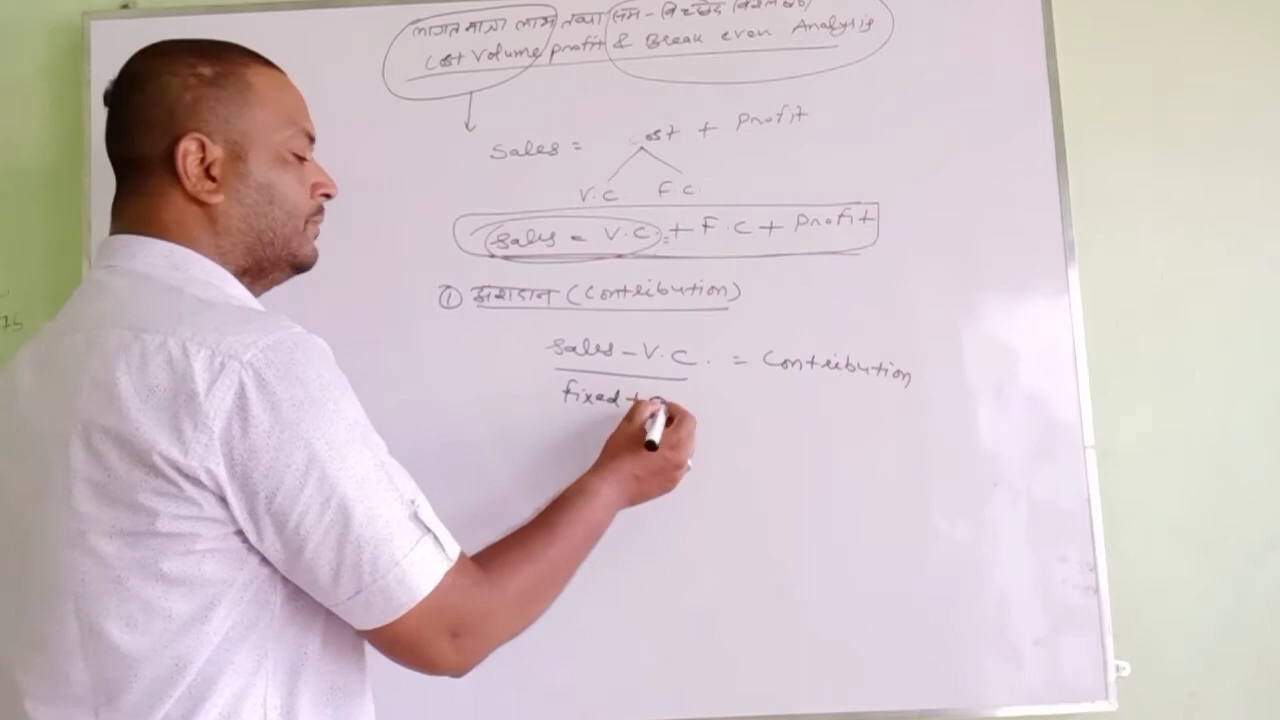 लागत मात्रा लाभ तथा सम-विच्छेद विश्लेषण
Cost Volume profit & Break even Analysis
Sales = Cost + Profit
V.C F.C.
Sales = V.C. + F.C + Profit
① अंशदान (Contribution)
Sales - V.C. = Contribution
fixed +